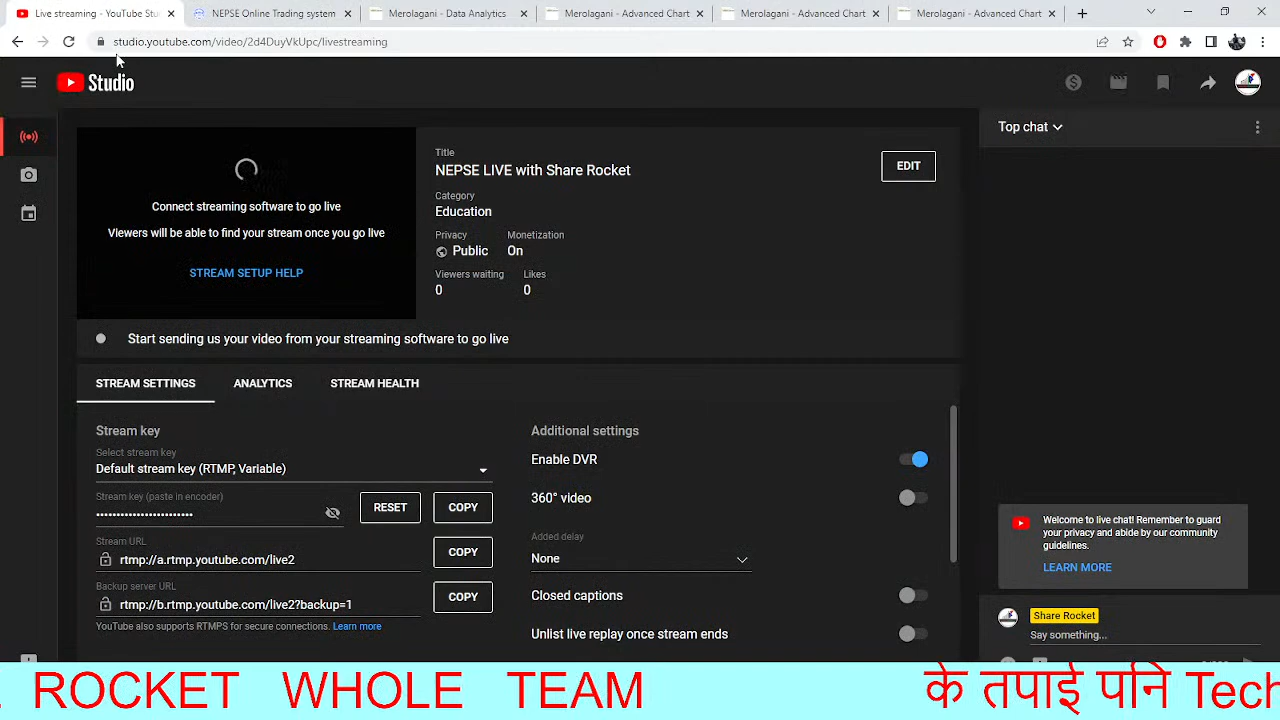 Live streaming - YouTube Stu
NEPSE Online Trading system
Merolagani - Data Analytics
Merolagani - Advanced Chart
Merolagani - Advanced Chart
Merolagani - Advanced Chart
studio.youtube.com/video/2d4DuyVkUpc/livestreaming
Studio
Connect streaming software to go live
Viewers will be able to find your stream once you go live
STREAM SETUP HELP
Title
NEPSE LIVE with Share Rocket
EDIT
Category
Education
Privacy Monetization
Public On
Viewers waiting Likes
0 0
Top chat
Start sending us your video from your streaming software to go live
STREAM SETTINGS ANALYTICS STREAM HEALTH
Stream key
Select stream key
Default stream key (RTMP, Variable)
Stream key (paste in encoder)
••••••••••••••••••••••••
RESET COPY
Stream URL
rtmp://a.rtmp.youtube.com/live2
COPY
Backup server URL
rtmp://b.rtmp.youtube.com/live2?backup=1
COPY
YouTube also supports RTMPS for secure connections. Learn more
Additional settings
Enable DVR
360° video
Added delay
None
Closed captions
Unlist live replay once stream ends
Welcome to live chat! Remember to guard
your privacy and abide by our community
guidelines.
LEARN MORE
Share Rocket
Say something...
ROCKET WHOLE TEAM के तपाई पनि Tech